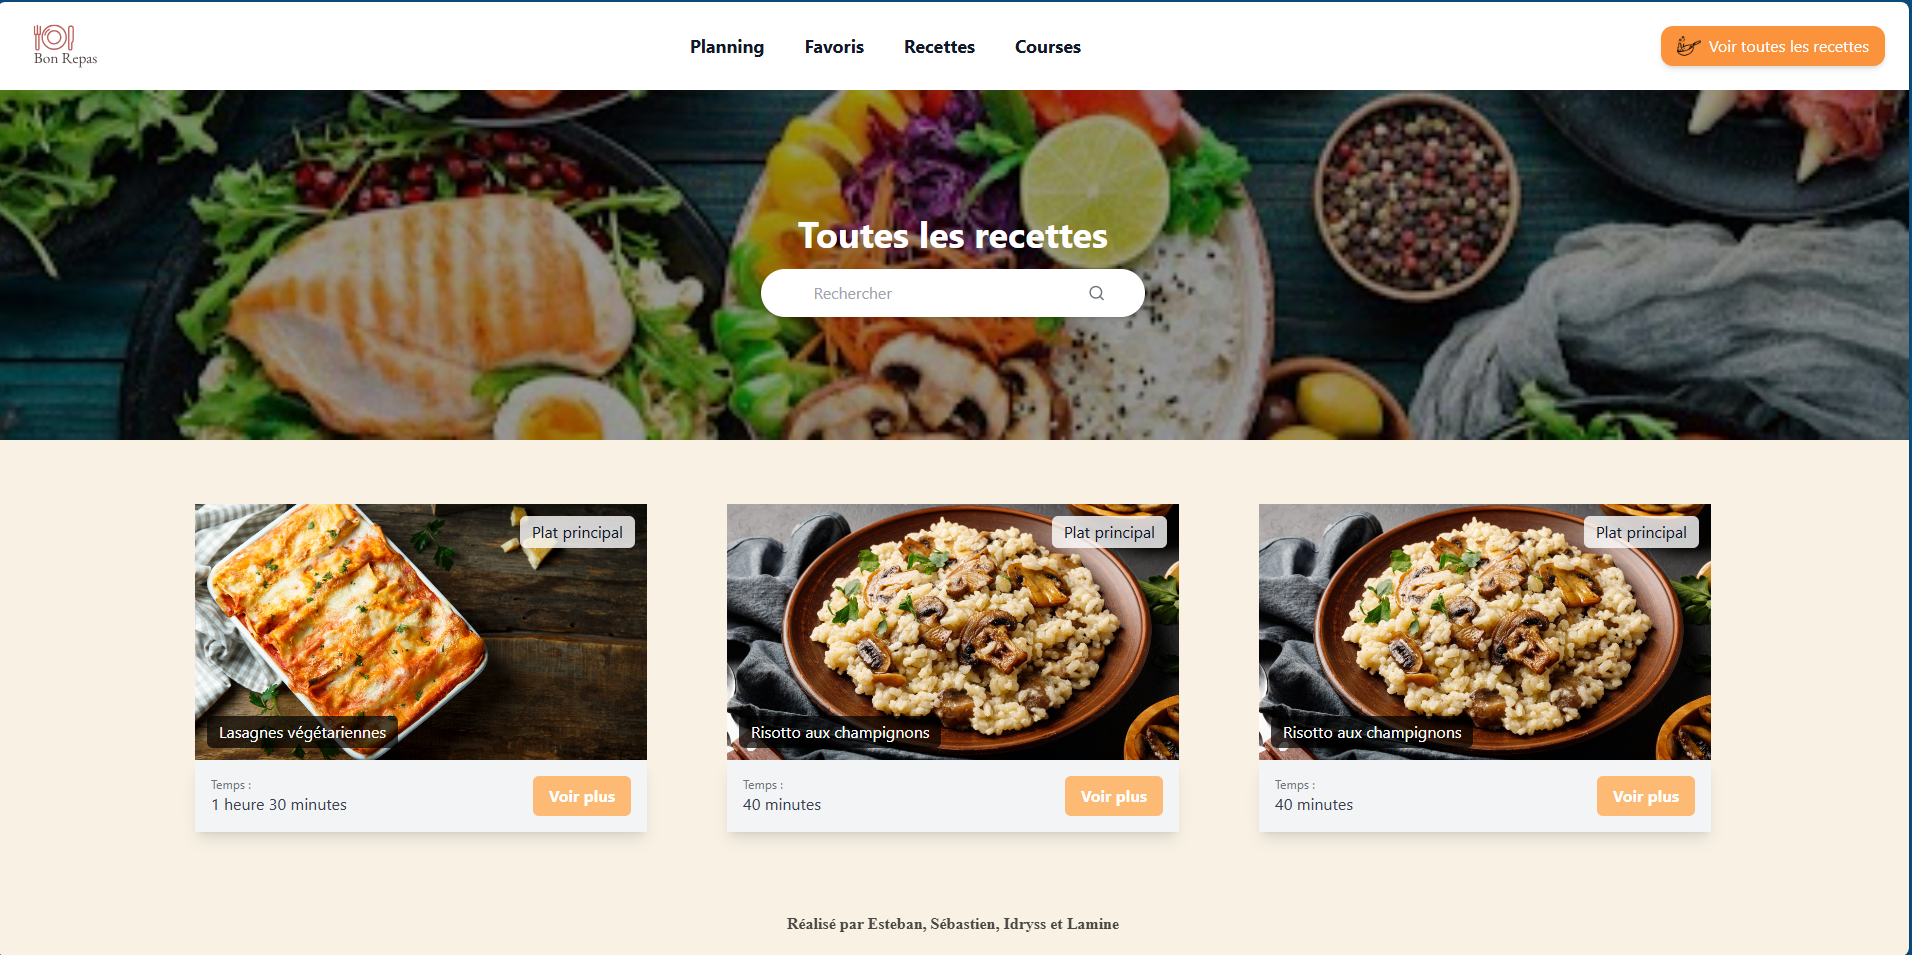 Bon Repas
Planning
Favoris
Recettes
Courses
Voir toutes les recettes
Toutes les recettes
Rechercher
Plat principal
Lasagnes végétariennes
Temps :
1 heure 30 minutes
Voir plus
Plat principal
Risotto aux champignons
Temps :
40 minutes
Voir plus
Plat principal
Risotto aux champignons
Temps :
40 minutes
Voir plus
Réalisé par Esteban, Sébastien, Idryss et Lamine